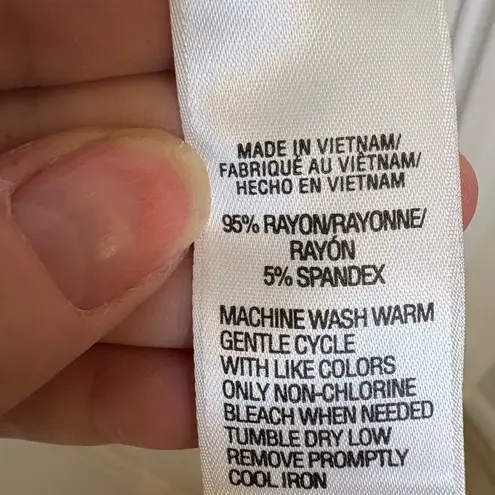 MADE IN VIETNAM/
FABRIQUÉ AU VIÊTNAM/
HECHO EN VIETNAM
95% RAYON/RAYONNE/
RAYÓN
5% SPANDEX
MACHINE WASH WARM
GENTLE CYCLE
WITH LIKE COLORS
ONLY NON-CHLORINE
BLEACH WHEN NEEDED
TUMBLE DRY LOW
REMOVE PROMPTLY
COOL IRON